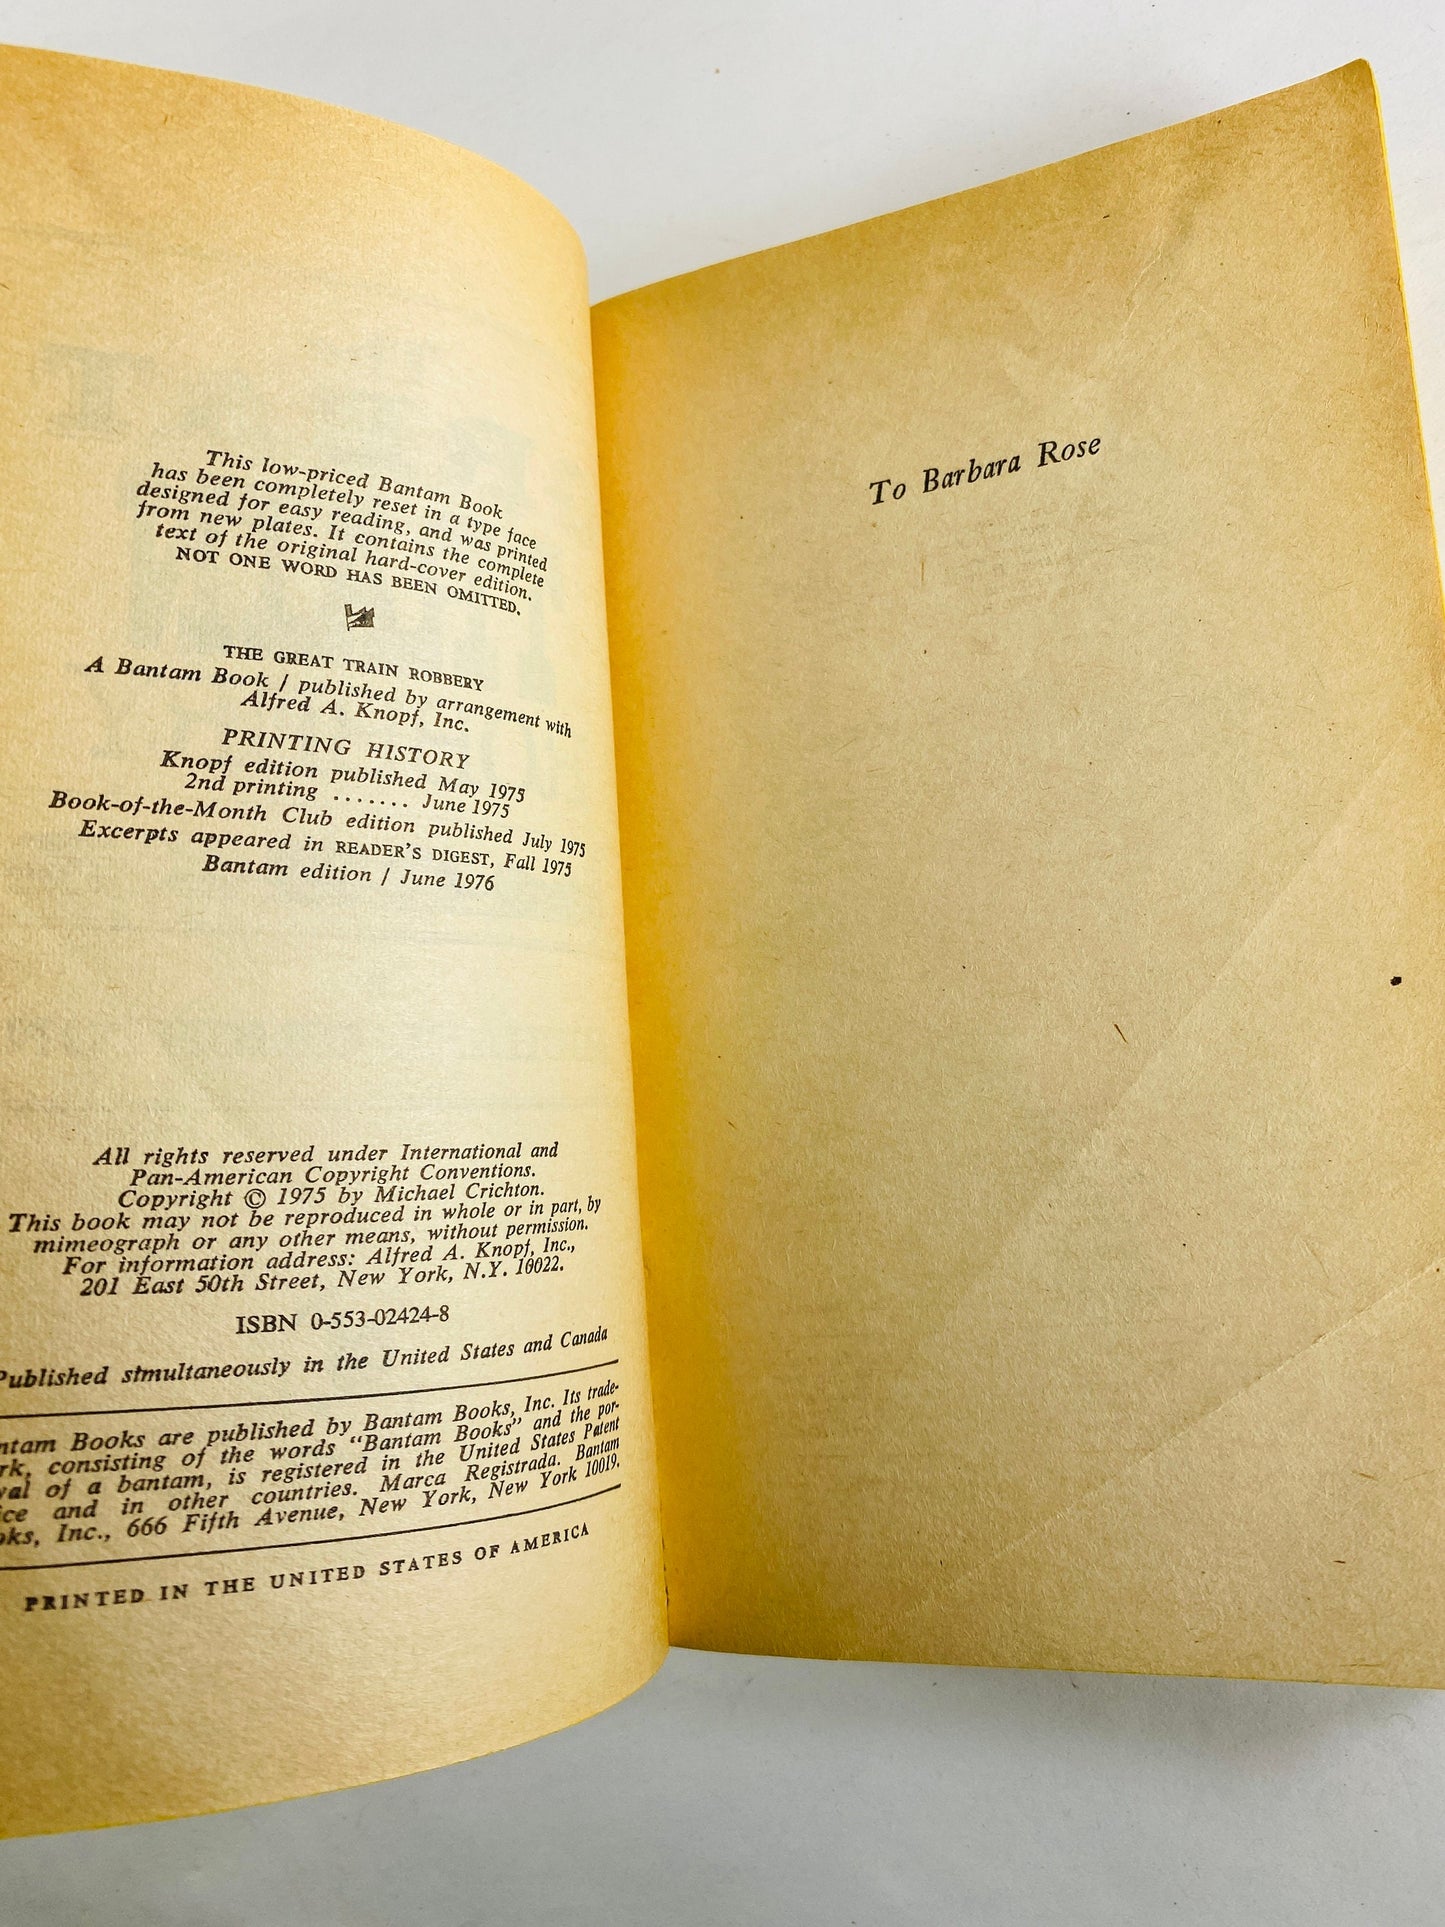 This low-priced Bantam Book
has been completely reset in a type face
designed for easy reading, and was printed
from new plates. It contains the complete
text of the original hard-cover edition.
NOT ONE WORD HAS BEEN OMITTED.
THE GREAT TRAIN ROBBERY
A Bantam Book / published by arrangement with
Alfred A. Knopf, Inc.
PRINTING HISTORY
Knopf edition published May 1975
2nd printing ....... June 1975
Book-of-the-Month Club edition published July 1975
Excerpts appeared in READER'S DIGEST, Fall 1975
Bantam edition / June 1976
All rights reserved under International and
Pan-American Copyright Conventions.
Copyright © 1975 by Michael Crichton.
This book may not be reproduced in whole or in part, by
mimeograph or any other means, without permission.
For information address: Alfred A. Knopf, Inc.,
201 East 50th Street, New York, N.Y. 10022.
ISBN 0-553-02424-8
Published simultaneously in the United States and Canada
ntam Books are published by Bantam Books, Inc. Its trade-
rk, consisting of the words "Bantam Books" and the por-
val of a bantam, is registered in the United States Patent
ice and in other countries. Marca Registrada. Bantam
oks, Inc., 666 Fifth Avenue, New York, New York 10019.
PRINTED IN THE UNITED STATES OF AMERICA
To Barbara Rose